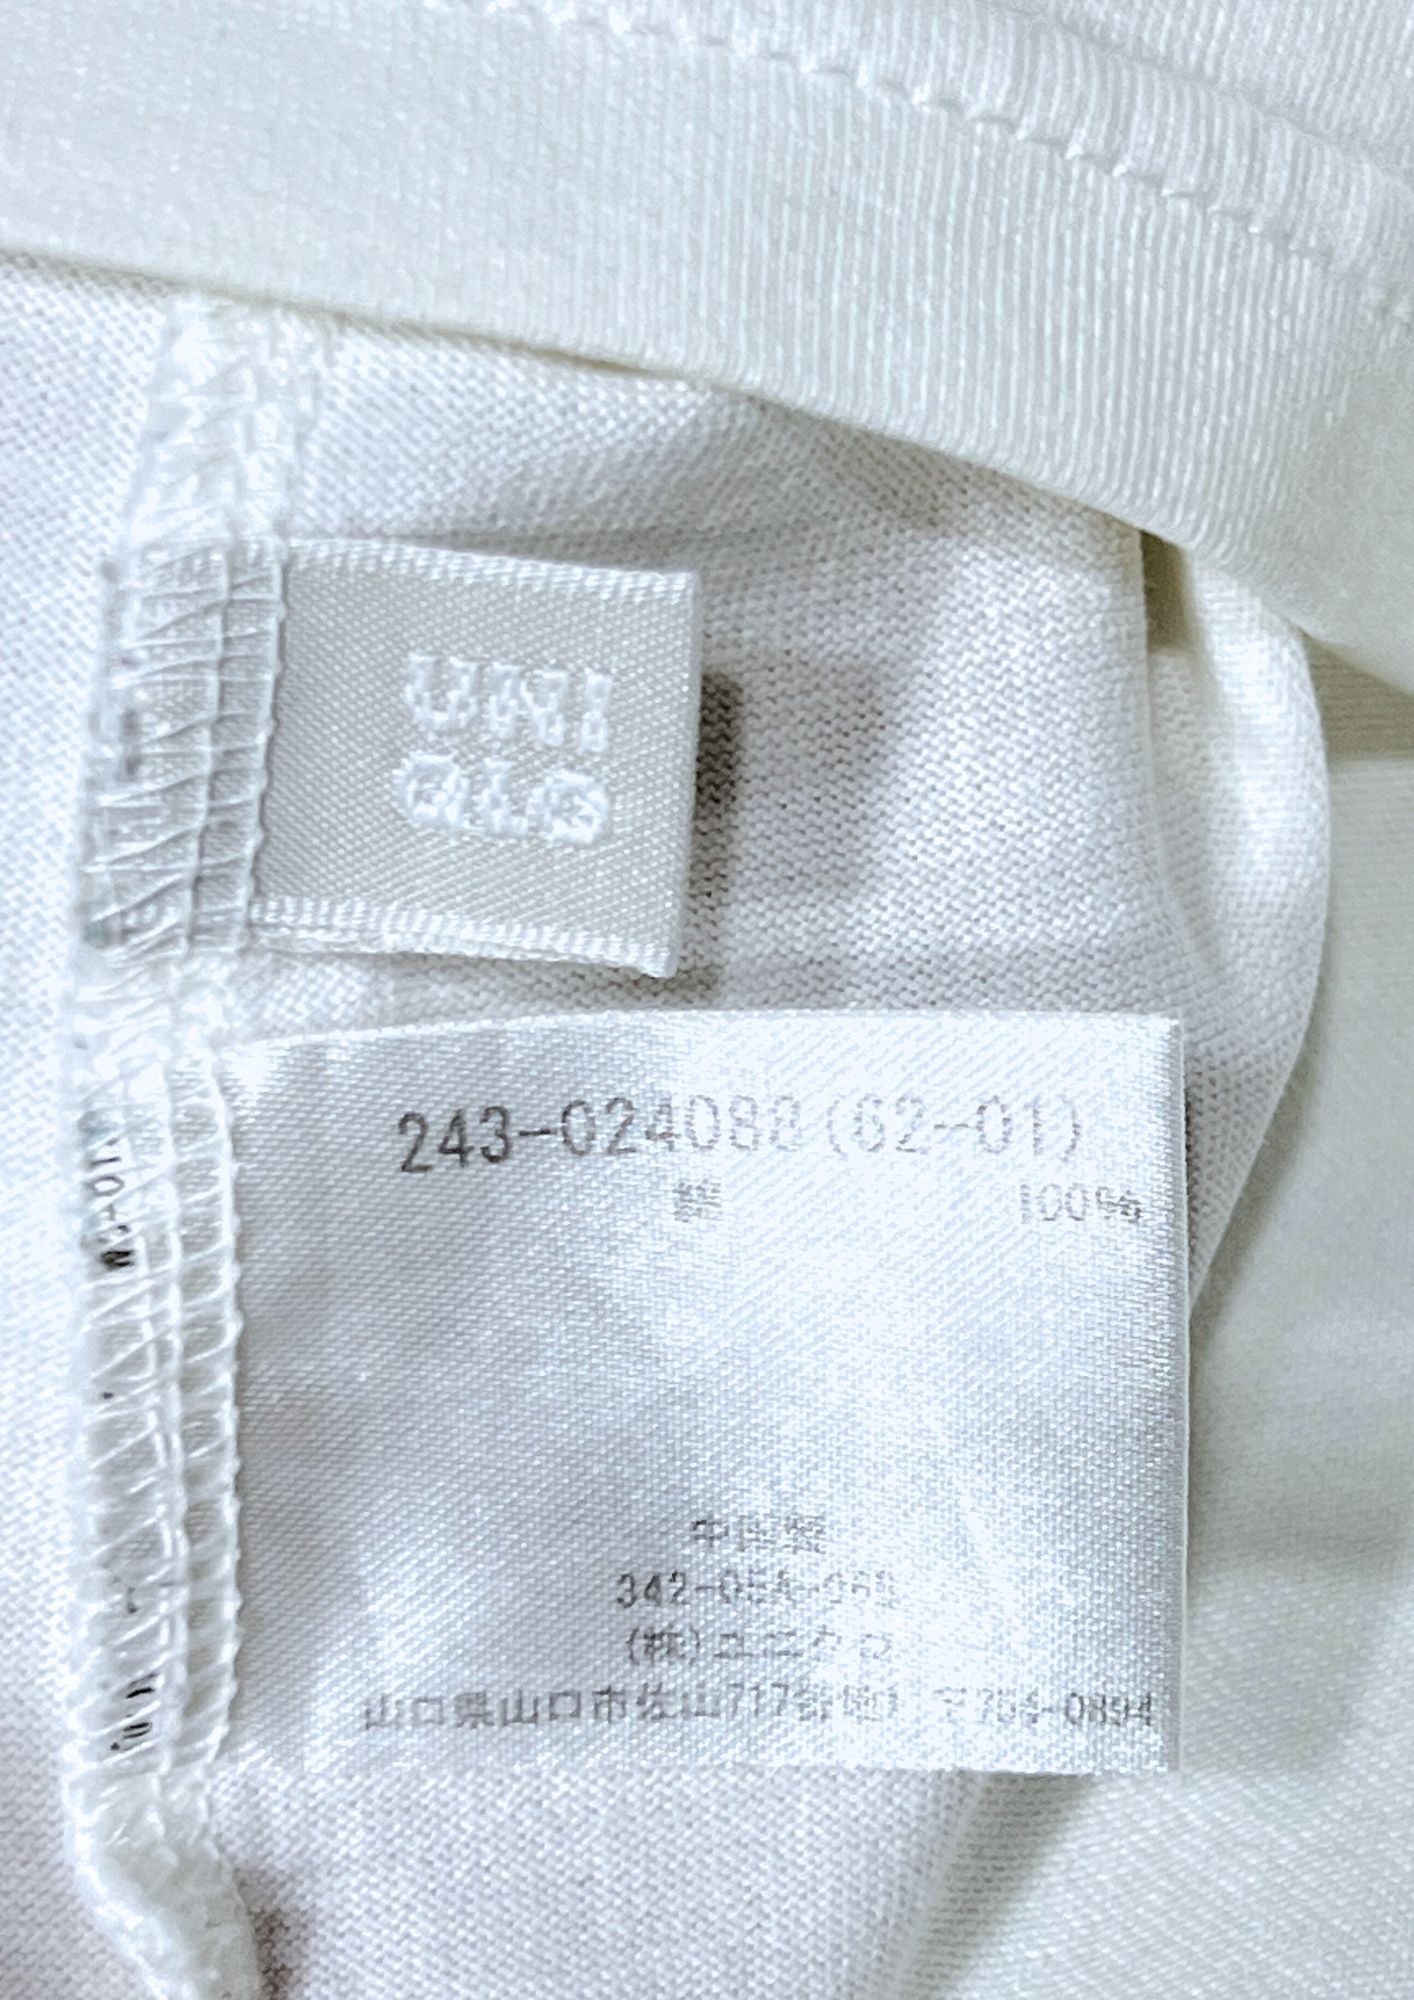 UNI
QLO
243-024088(62-01)
綿 100%
中国製
342-05A-068
(株)ユニクロ
山口県山口市佐山717番地1 〒754-0894